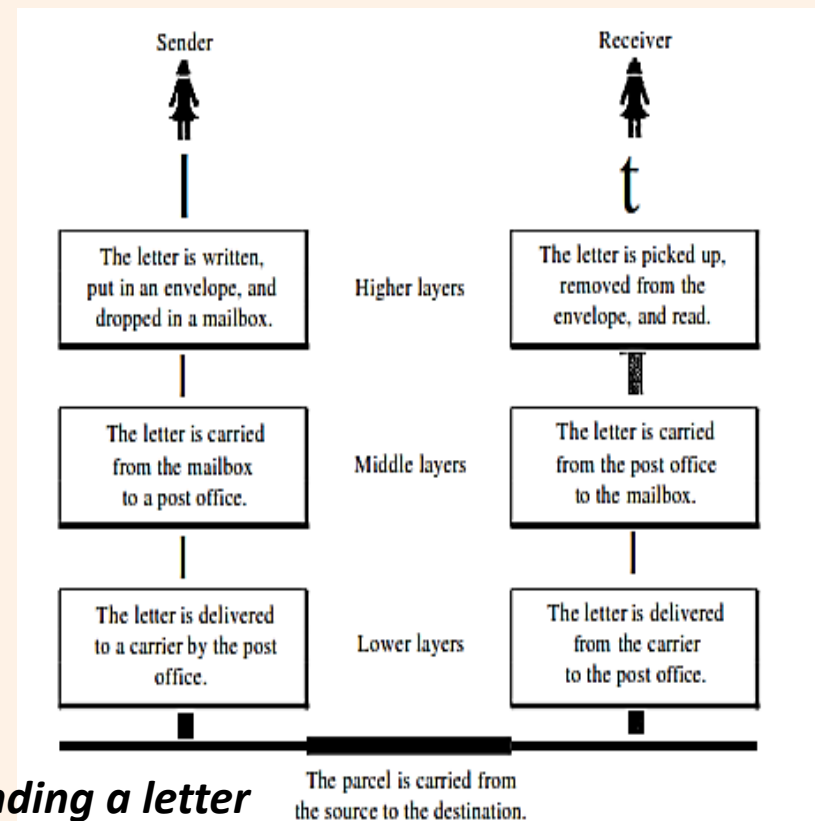 Sender
Receiver
t
The letter is written,
put in an envelope, and
dropped in a mailbox.
Higher layers
The letter is picked up,
removed from the
envelope, and read.
The letter is carried
from the mailbox
to a post office.
Middle layers
The letter is carried
from the post office
to the mailbox.
The letter is delivered
to a carrier by the post
office.
Lower layers
The letter is delivered
from the carrier
to the post office.
The parcel is carried from
the source to the destination.
nding a letter